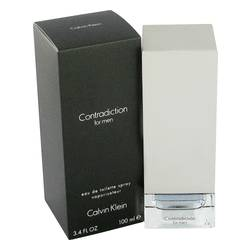 Contradiction
for men
eau de toilette spray
vaporisateur
Calvin Klein
3.4 fl. oz.
100 ml